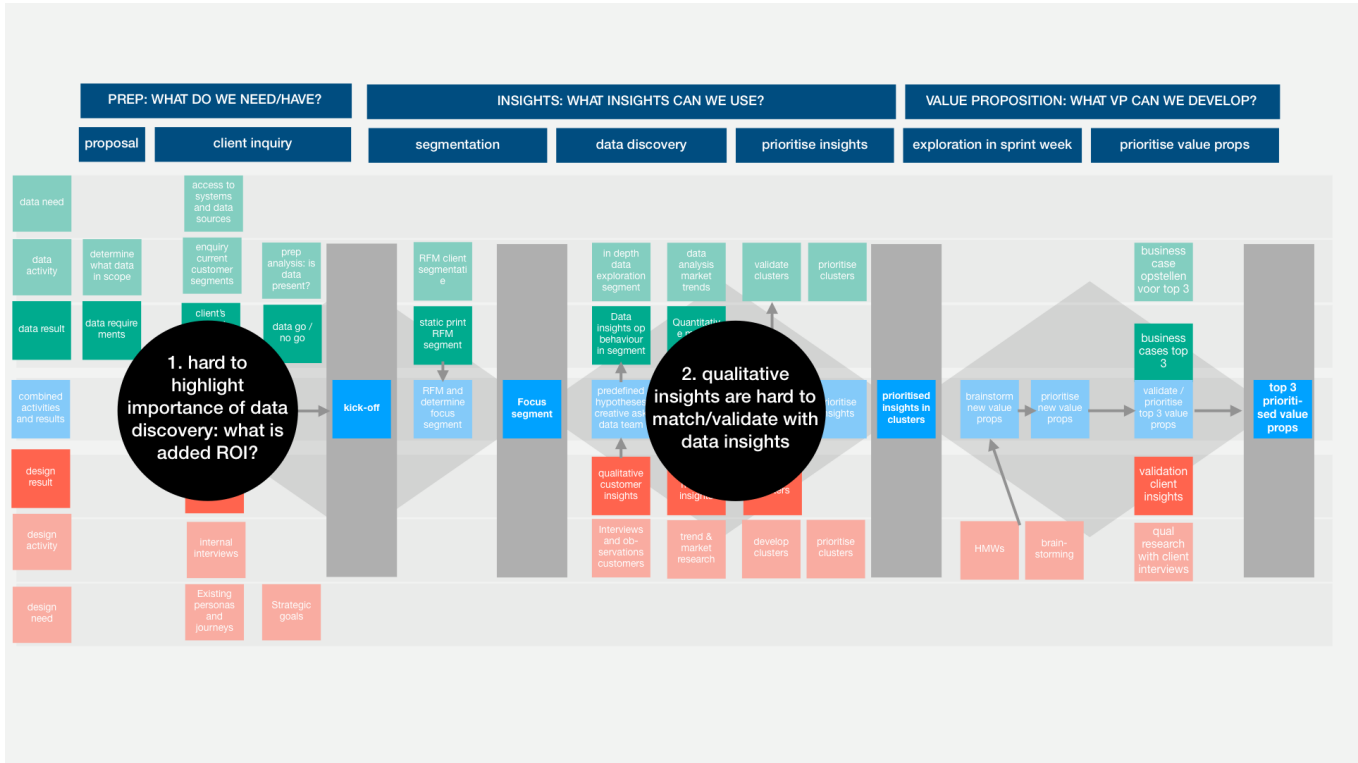 PREP: WHAT DO WE NEED/HAVE?
INSIGHTS: WHAT INSIGHTS CAN WE USE?
VALUE PROPOSITION: WHAT VP CAN WE DEVELOP?
proposal
client inquiry
segmentation
data discovery
prioritise insights
exploration in sprint week
prioritise value props
data need
access to
systems
and data
sources
data
activity
determine
what data
in scope
enquiry
current
customer
segments
prep
analysis: is
data
present?
RFM client
segmentati
e
in depth
data
exploration
segment
data
analysis
market
trends
validate
clusters
prioritise
clusters
business
case
opstellen
voor top 3
data result
data require
ments
client's
data go /
no go
static print
RFM
segment
Data
insights op
behaviour
in segment
Quantitativ
business
cases top
3
1. hard to
highlight
importance of data
discovery: what is
added ROI?
2. qualitative
insights are hard to
match/validate with
data insights
combined
activities
and results
kick-off
RFM and
determine
focus
segment
Focus
segment
predefined
hypotheses
creative ask
data team
prioritised
insights in
clusters
brainstorm
new value
props
prioritise
new value
props
validate /
prioritise
top 3 value
props
top 3
prioriti-
sed value
props
design
result
qualitative
customer
insights
validation
client
insights
design
activity
internal
interviews
Interviews
and ob-
servations
customers
trend &
market
research
develop
clusters
prioritise
clusters
HMWs
brain-
storming
qual
research
with client
interviews
design
need
Existing
personas
and
journeys
Strategic
goals